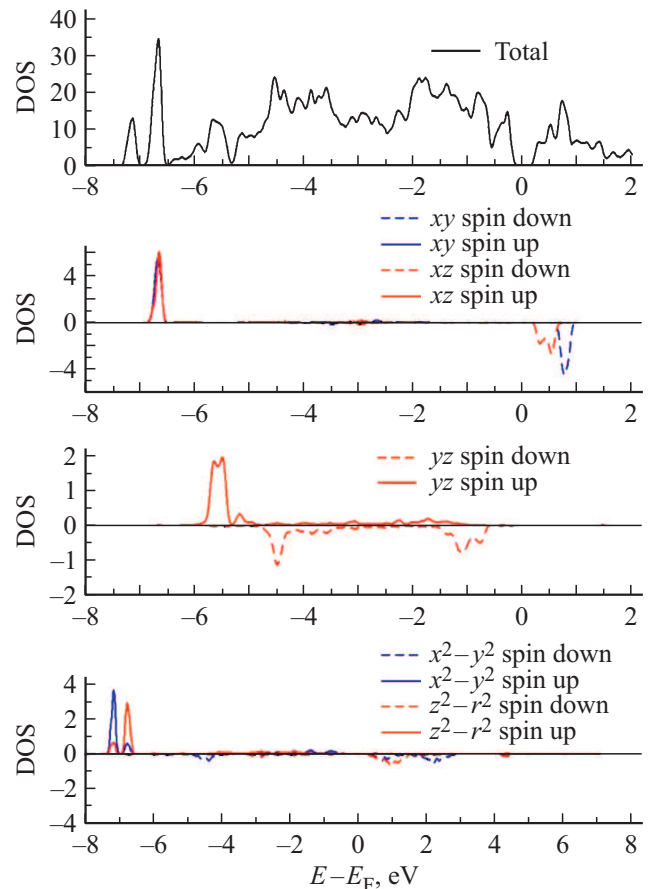 40
30
20
10
0
DOS
Total
−8 −6 −4 −2 0 2
xy spin down
xy spin up
xz spin down
xz spin up
4
0
−4
DOS
−8 −6 −4 −2 0 2
yz spin down
yz spin up
2
1
0
−1
−2
DOS
−8 −6 −4 −2 0 2
x²−y² spin down
x²−y² spin up
z²−r² spin down
z²−r² spin up
4
2
0
−2
−4
DOS
−8 −6 −4 −2 0 2 6 8
E−E_F, eV